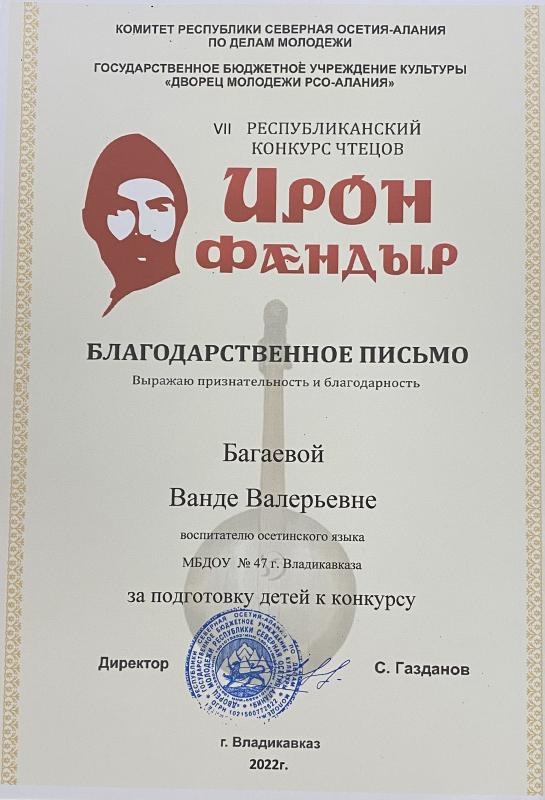 КОМИТЕТ РЕСПУБЛИКИ СЕВЕРНАЯ ОСЕТИЯ-АЛАНИЯ
ПО ДЕЛАМ МОЛОДЕЖИ
ГОСУДАРСТВЕННОЕ БЮДЖЕТНОЕ УЧРЕЖДЕНИЕ КУЛЬТУРЫ
«ДВОРЕЦ МОЛОДЕЖИ РСО-АЛАНИЯ»
VII РЕСПУБЛИКАНСКИЙ
КОНКУРС ЧТЕЦОВ
ИРОН
ФÆНДЫР
БЛАГОДАРСТВЕННОЕ ПИСЬМО
Выражаю признательность и благодарность
Багаевой
Ванде Валерьевне
воспитателю осетинского языка
МБДОУ № 47 г. Владикавказа
за подготовку детей к конкурсу
Директор
С. Газданов
г. Владикавказ
2022г.